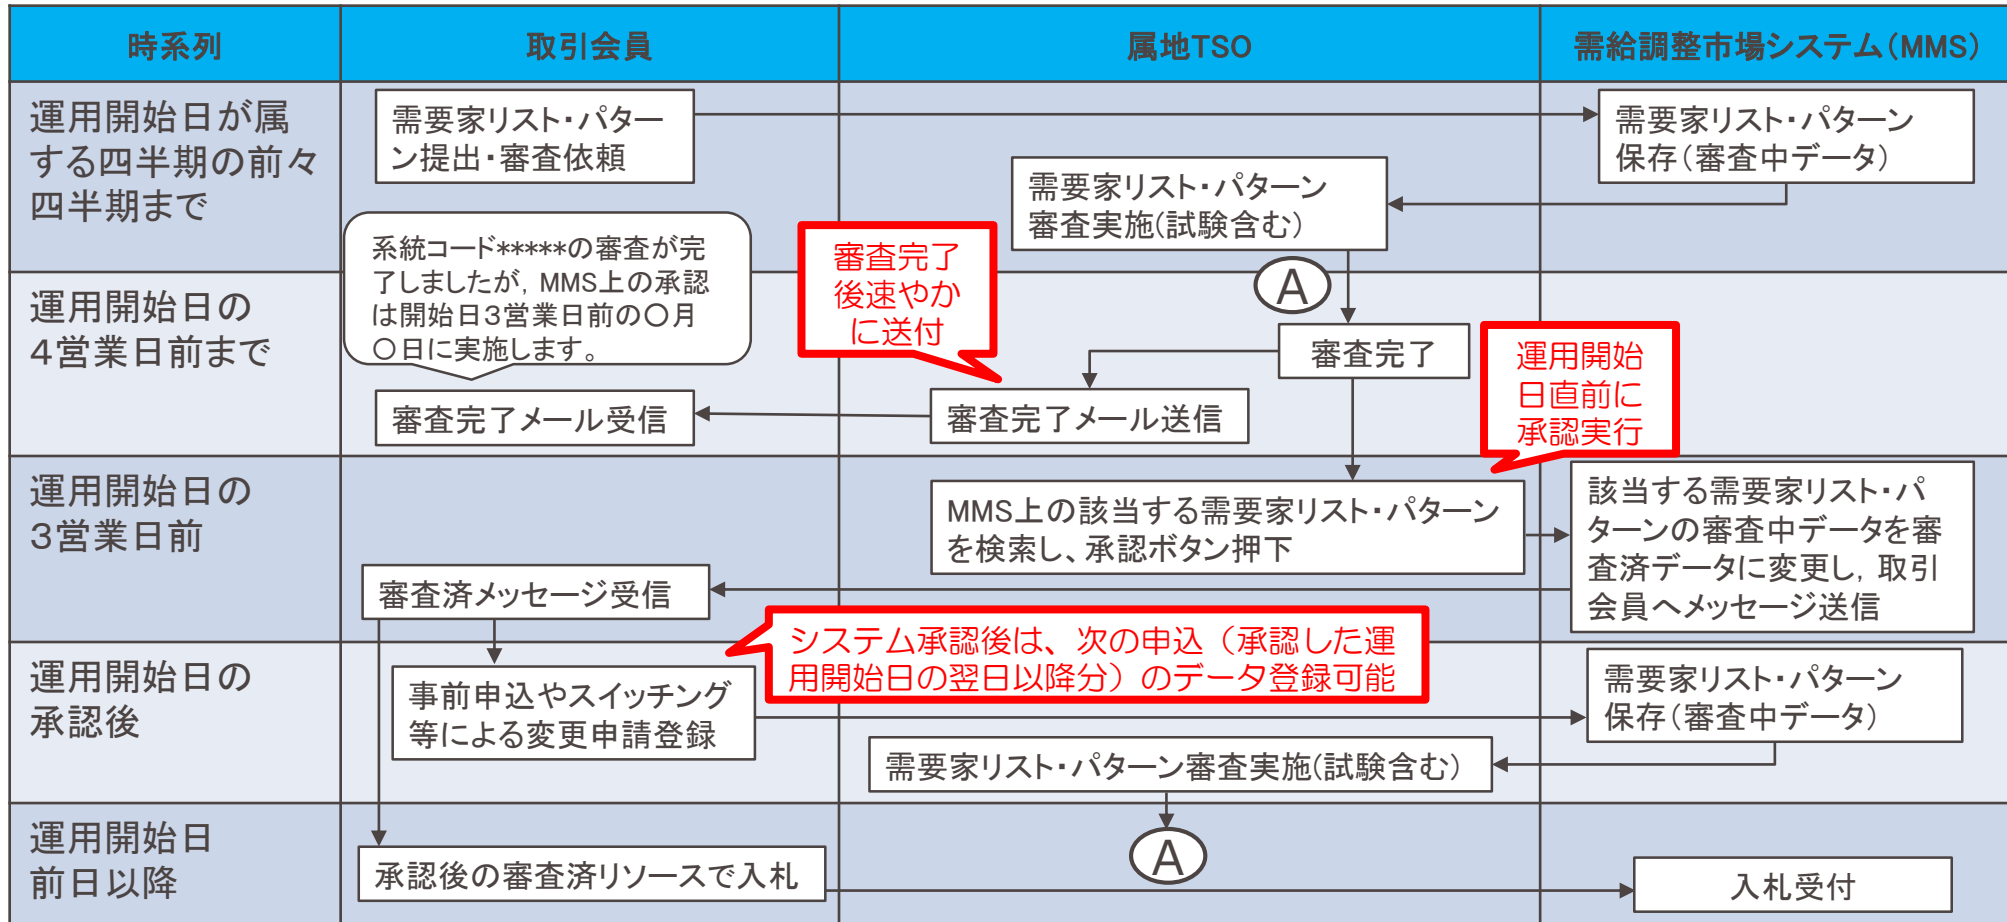 時系列
取引会員
属地TSO
需給調整市場システム(MMS)
運用開始日が属
する四半期の前々
四半期まで
需要家リスト・パター
ン提出・審査依頼
需要家リスト・パターン
保存(審査中データ)
需要家リスト・パターン
審査実施(試験含む)
系統コード*****の審査が完
了しましたが，MMS上の承認
は開始日３営業日前の〇月
〇日に実施します。
審査完了
後速やか
に送付
A
運用開始日の
４営業日前まで
審査完了
運用開始
日直前に
承認実行
審査完了メール受信
審査完了メール送信
運用開始日の
３営業日前
MMS上の該当する需要家リスト・パターン
を検索し、承認ボタン押下
該当する需要家リスト・パ
ターンの審査中データを審
査済データに変更し，取引
会員へメッセージ送信
審査済メッセージ受信
システム承認後は、次の申込（承認した運
用開始日の翌日以降分）のデータ登録可能
運用開始日の
承認後
事前申込やスイッチング
等による変更申請登録
需要家リスト・パターン
保存(審査中データ)
需要家リスト・パターン審査実施(試験含む)
運用開始日
前日以降
承認後の審査済リソースで入札
A
入札受付